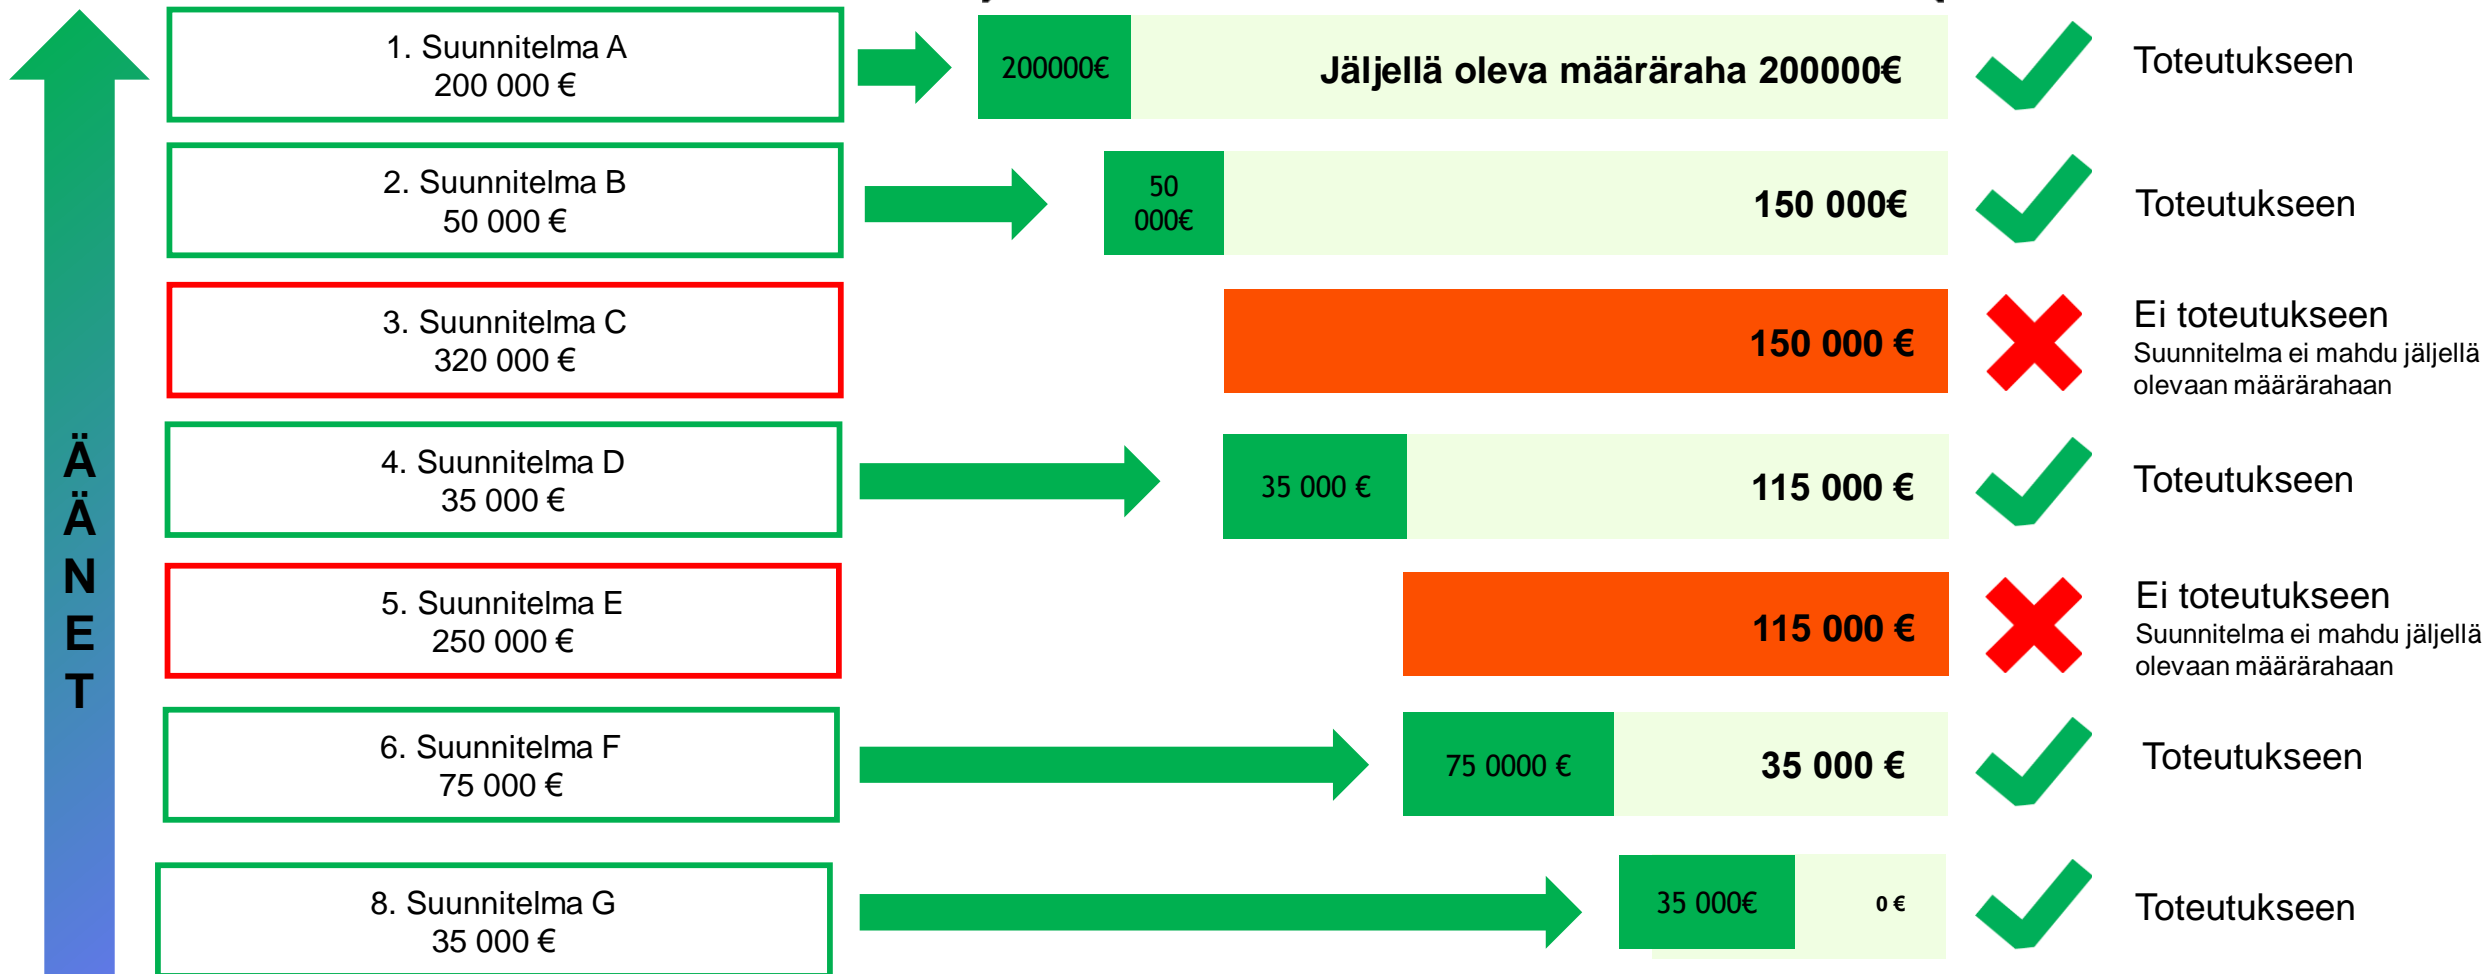 1. Suunnitelma A
200 000 €
200000€
Jäljellä oleva määräraha 200000€
Toteutukseen
2. Suunnitelma B
50 000 €
50
000€
150 000€
Toteutukseen
3. Suunnitelma C
320 000 €
150 000 €
Ei toteutukseen
Suunnitelma ei mahdu jäljellä
olevaan määrärahaan
4. Suunnitelma D
35 000 €
35 000 €
115 000 €
Toteutukseen
5. Suunnitelma E
250 000 €
115 000 €
Ei toteutukseen
Suunnitelma ei mahdu jäljellä
olevaan määrärahaan
6. Suunnitelma F
75 000 €
75 0000 €
35 000 €
Toteutukseen
8. Suunnitelma G
35 000 €
35 000€
0 €
Toteutukseen
ÄÄNET